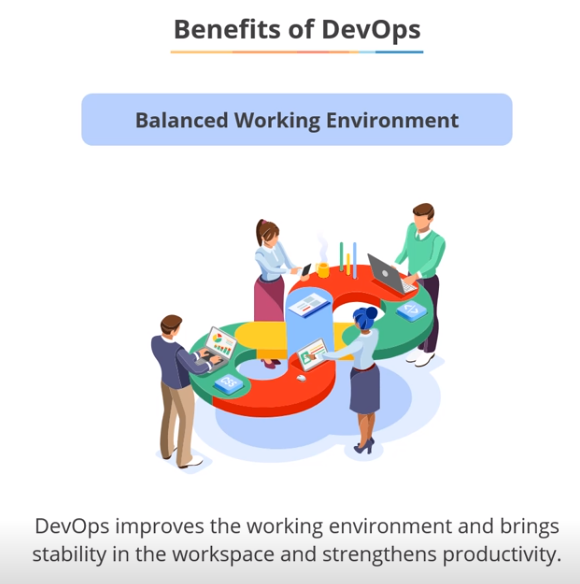 Benefits of DevOps
Balanced Working Environment
DevOps improves the working environment and brings
stability in the workspace and strengthens productivity.